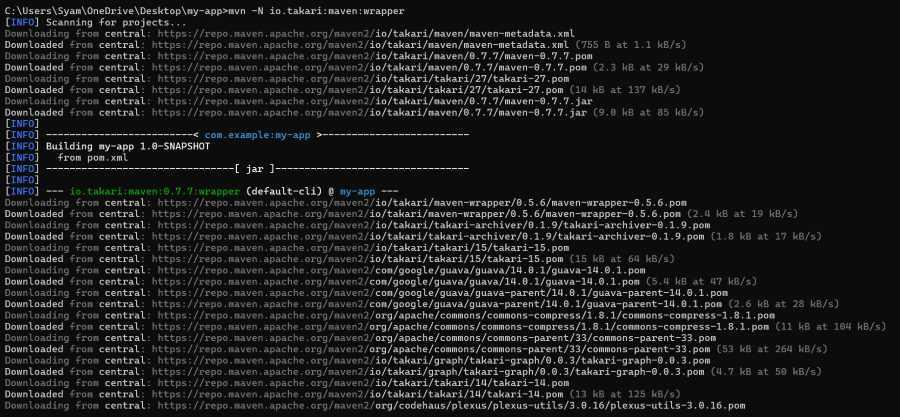 C:\Users\Syam\OneDrive\Desktop\my-app>mvn -N io.takari:maven:wrapper
[INFO] Scanning for projects...
Downloading from central: https://repo.maven.apache.org/maven2/io/takari/maven/maven-metadata.xml
Downloaded from central: https://repo.maven.apache.org/maven2/io/takari/maven/maven-metadata.xml (755 B at 1.1 kB/s)
Downloading from central: https://repo.maven.apache.org/maven2/io/takari/maven/0.7.7/maven-0.7.7.pom
Downloaded from central: https://repo.maven.apache.org/maven2/io/takari/maven/0.7.7/maven-0.7.7.pom (2.3 kB at 29 kB/s)
Downloading from central: https://repo.maven.apache.org/maven2/io/takari/takari/27/takari-27.pom
Downloaded from central: https://repo.maven.apache.org/maven2/io/takari/takari/27/takari-27.pom (14 kB at 137 kB/s)
Downloading from central: https://repo.maven.apache.org/maven2/io/takari/maven/0.7.7/maven-0.7.7.jar
Downloaded from central: https://repo.maven.apache.org/maven2/io/takari/maven/0.7.7/maven-0.7.7.jar (9.0 kB at 85 kB/s)
[INFO]
[INFO] -------------------------< com.example:my-app >-------------------------
[INFO] Building my-app 1.0-SNAPSHOT
[INFO]   from pom.xml
[INFO] --------------------------------[ jar ]---------------------------------
[INFO]
[INFO] --- io.takari:maven:0.7.7:wrapper (default-cli) @ my-app ---
Downloading from central: https://repo.maven.apache.org/maven2/io/takari/maven-wrapper/0.5.6/maven-wrapper-0.5.6.pom
Downloaded from central: https://repo.maven.apache.org/maven2/io/takari/maven-wrapper/0.5.6/maven-wrapper-0.5.6.pom (2.4 kB at 19 kB/s)
Downloading from central: https://repo.maven.apache.org/maven2/io/takari/takari-archiver/0.1.9/takari-archiver-0.1.9.pom
Downloaded from central: https://repo.maven.apache.org/maven2/io/takari/takari-archiver/0.1.9/takari-archiver-0.1.9.pom (1.8 kB at 17 kB/s)
Downloading from central: https://repo.maven.apache.org/maven2/io/takari/takari/15/takari-15.pom
Downloaded from central: https://repo.maven.apache.org/maven2/io/takari/takari/15/takari-15.pom (15 kB at 64 kB/s)
Downloading from central: https://repo.maven.apache.org/maven2/com/google/guava/guava/14.0.1/guava-14.0.1.pom
Downloaded from central: https://repo.maven.apache.org/maven2/com/google/guava/guava/14.0.1/guava-14.0.1.pom (5.4 kB at 47 kB/s)
Downloading from central: https://repo.maven.apache.org/maven2/com/google/guava/guava-parent/14.0.1/guava-parent-14.0.1.pom
Downloaded from central: https://repo.maven.apache.org/maven2/com/google/guava/guava-parent/14.0.1/guava-parent-14.0.1.pom (2.6 kB at 28 kB/s)
Downloading from central: https://repo.maven.apache.org/maven2/org/apache/commons/commons-compress/1.8.1/commons-compress-1.8.1.pom
Downloaded from central: https://repo.maven.apache.org/maven2/org/apache/commons/commons-compress/1.8.1/commons-compress-1.8.1.pom (11 kB at 104 kB/s)
Downloading from central: https://repo.maven.apache.org/maven2/org/apache/commons/commons-parent/33/commons-parent-33.pom
Downloaded from central: https://repo.maven.apache.org/maven2/org/apache/commons/commons-parent/33/commons-parent-33.pom (53 kB at 264 kB/s)
Downloading from central: https://repo.maven.apache.org/maven2/io/takari/graph/takari-graph/0.0.3/takari-graph-0.0.3.pom
Downloaded from central: https://repo.maven.apache.org/maven2/io/takari/graph/takari-graph/0.0.3/takari-graph-0.0.3.pom (4.7 kB at 50 kB/s)
Downloading from central: https://repo.maven.apache.org/maven2/io/takari/takari/14/takari-14.pom
Downloaded from central: https://repo.maven.apache.org/maven2/io/takari/takari/14/takari-14.pom (13 kB at 125 kB/s)
Downloading from central: https://repo.maven.apache.org/maven2/org/codehaus/plexus/plexus-utils/3.0.16/plexus-utils-3.0.16.pom